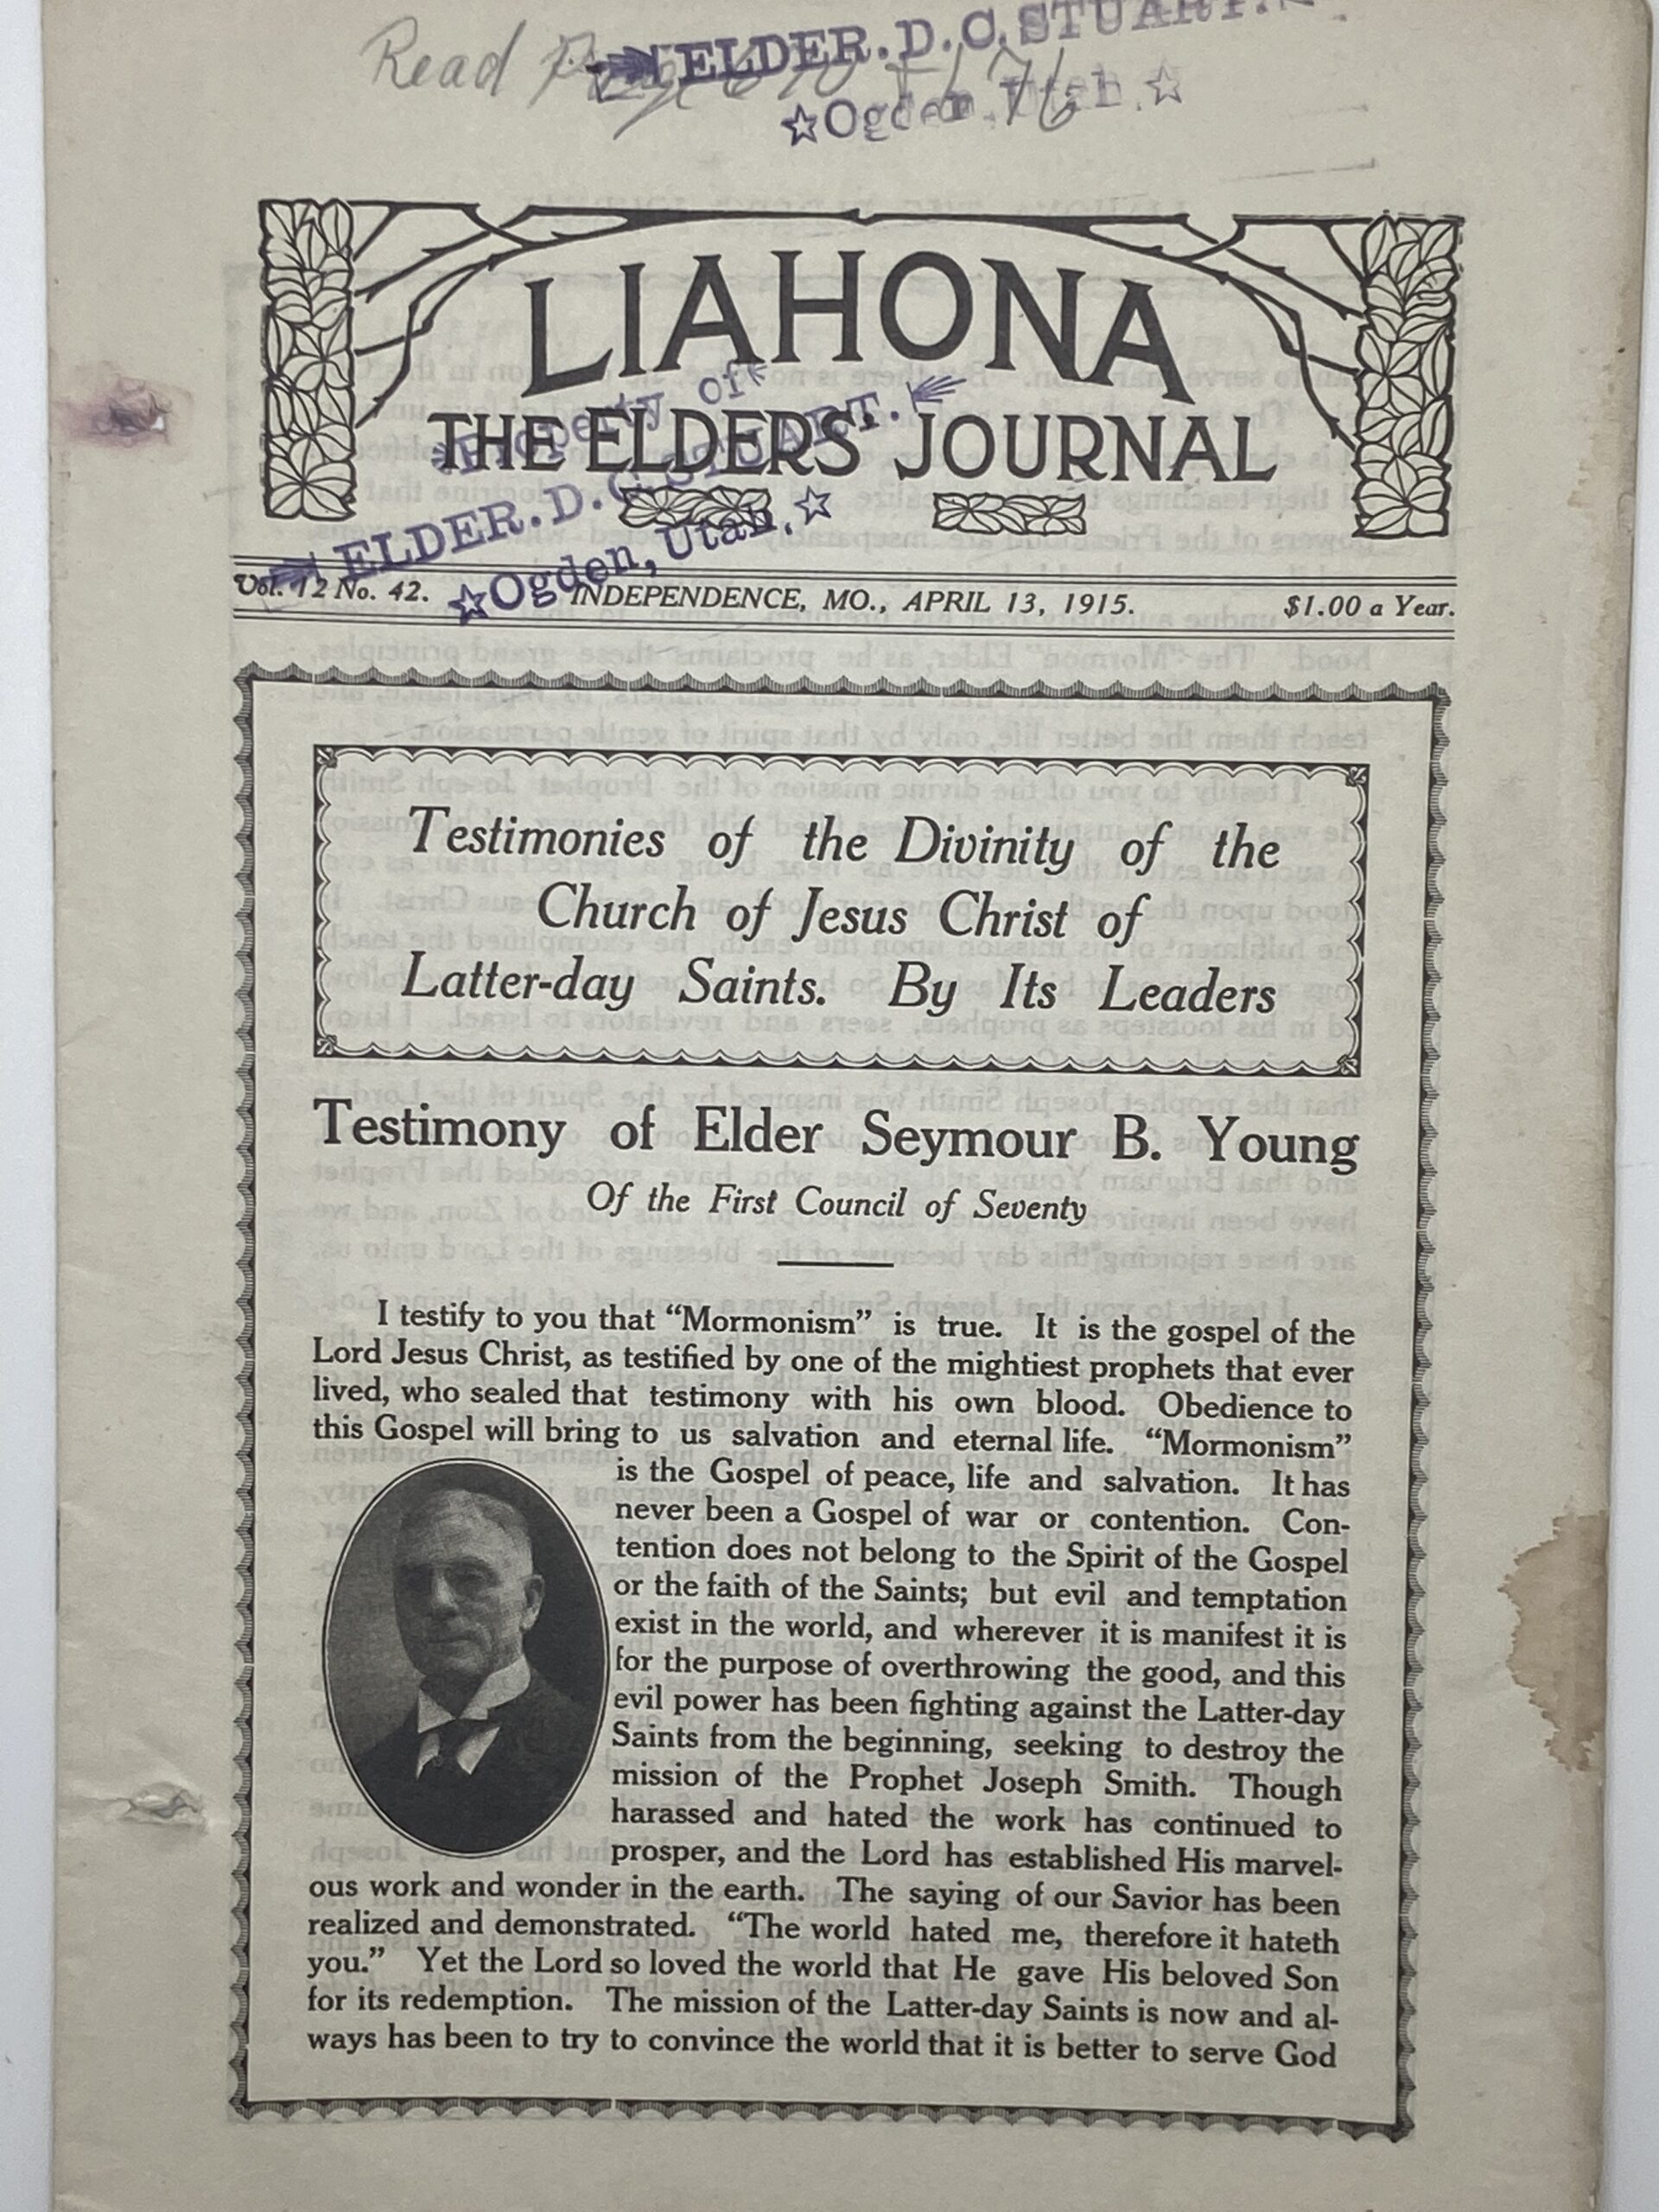 Read Page 670 + 676
ELDER. D. C. STUART.
☆Ogden, Utah.☆
LIAHONA
THE ELDERS' JOURNAL
Property of
ELDER. D. C. STUART.
☆Ogden, Utah.☆
Vol. 12 No. 42. INDEPENDENCE, MO., APRIL 13, 1915. $1.00 a Year.
Testimonies of the Divinity of the
Church of Jesus Christ of
Latter-day Saints. By Its Leaders
Testimony of Elder Seymour B. Young
Of the First Council of Seventy
I testify to you that “Mormonism” is true. It is the gospel of the
Lord Jesus Christ, as testified by one of the mightiest prophets that ever
lived, who sealed that testimony with his own blood. Obedience to
this Gospel will bring to us salvation and eternal life. “Mormonism”
is the Gospel of peace, life and salvation. It has
never been a Gospel of war or contention. Con-
tention does not belong to the Spirit of the Gospel
or the faith of the Saints; but evil and temptation
exist in the world, and wherever it is manifest it is
for the purpose of overthrowing the good, and this
evil power has been fighting against the Latter-day
Saints from the beginning, seeking to destroy the
mission of the Prophet Joseph Smith. Though
harassed and hated the work has continued to
prosper, and the Lord has established His marvel-
ous work and wonder in the earth. The saying of our Savior has been
realized and demonstrated. “The world hated me, therefore it hateth
you.” Yet the Lord so loved the world that He gave His beloved Son
for its redemption. The mission of the Latter-day Saints is now and al-
ways has been to try to convince the world that it is better to serve God